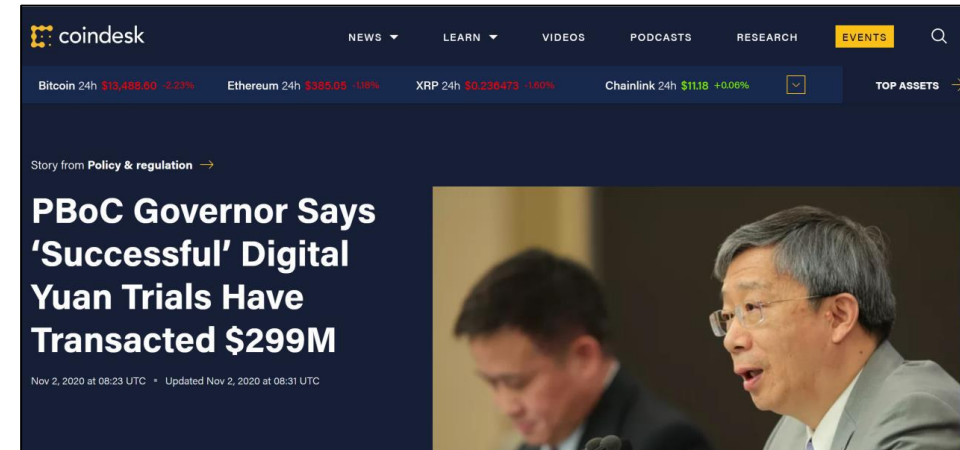 coindesk
NEWS LEARN VIDEOS PODCASTS RESEARCH EVENTS
Bitcoin 24h $13,488.60 -2.23% Ethereum 24h $385.05 -1.18% XRP 24h $0.236473 -1.60% Chainlink 24h $11.18 +0.06% TOP ASSETS →
Story from Policy & regulation →
PBoC Governor Says
‘Successful’ Digital
Yuan Trials Have
Transacted $299M
Nov 2, 2020 at 08:23 UTC • Updated Nov 2, 2020 at 08:31 UTC